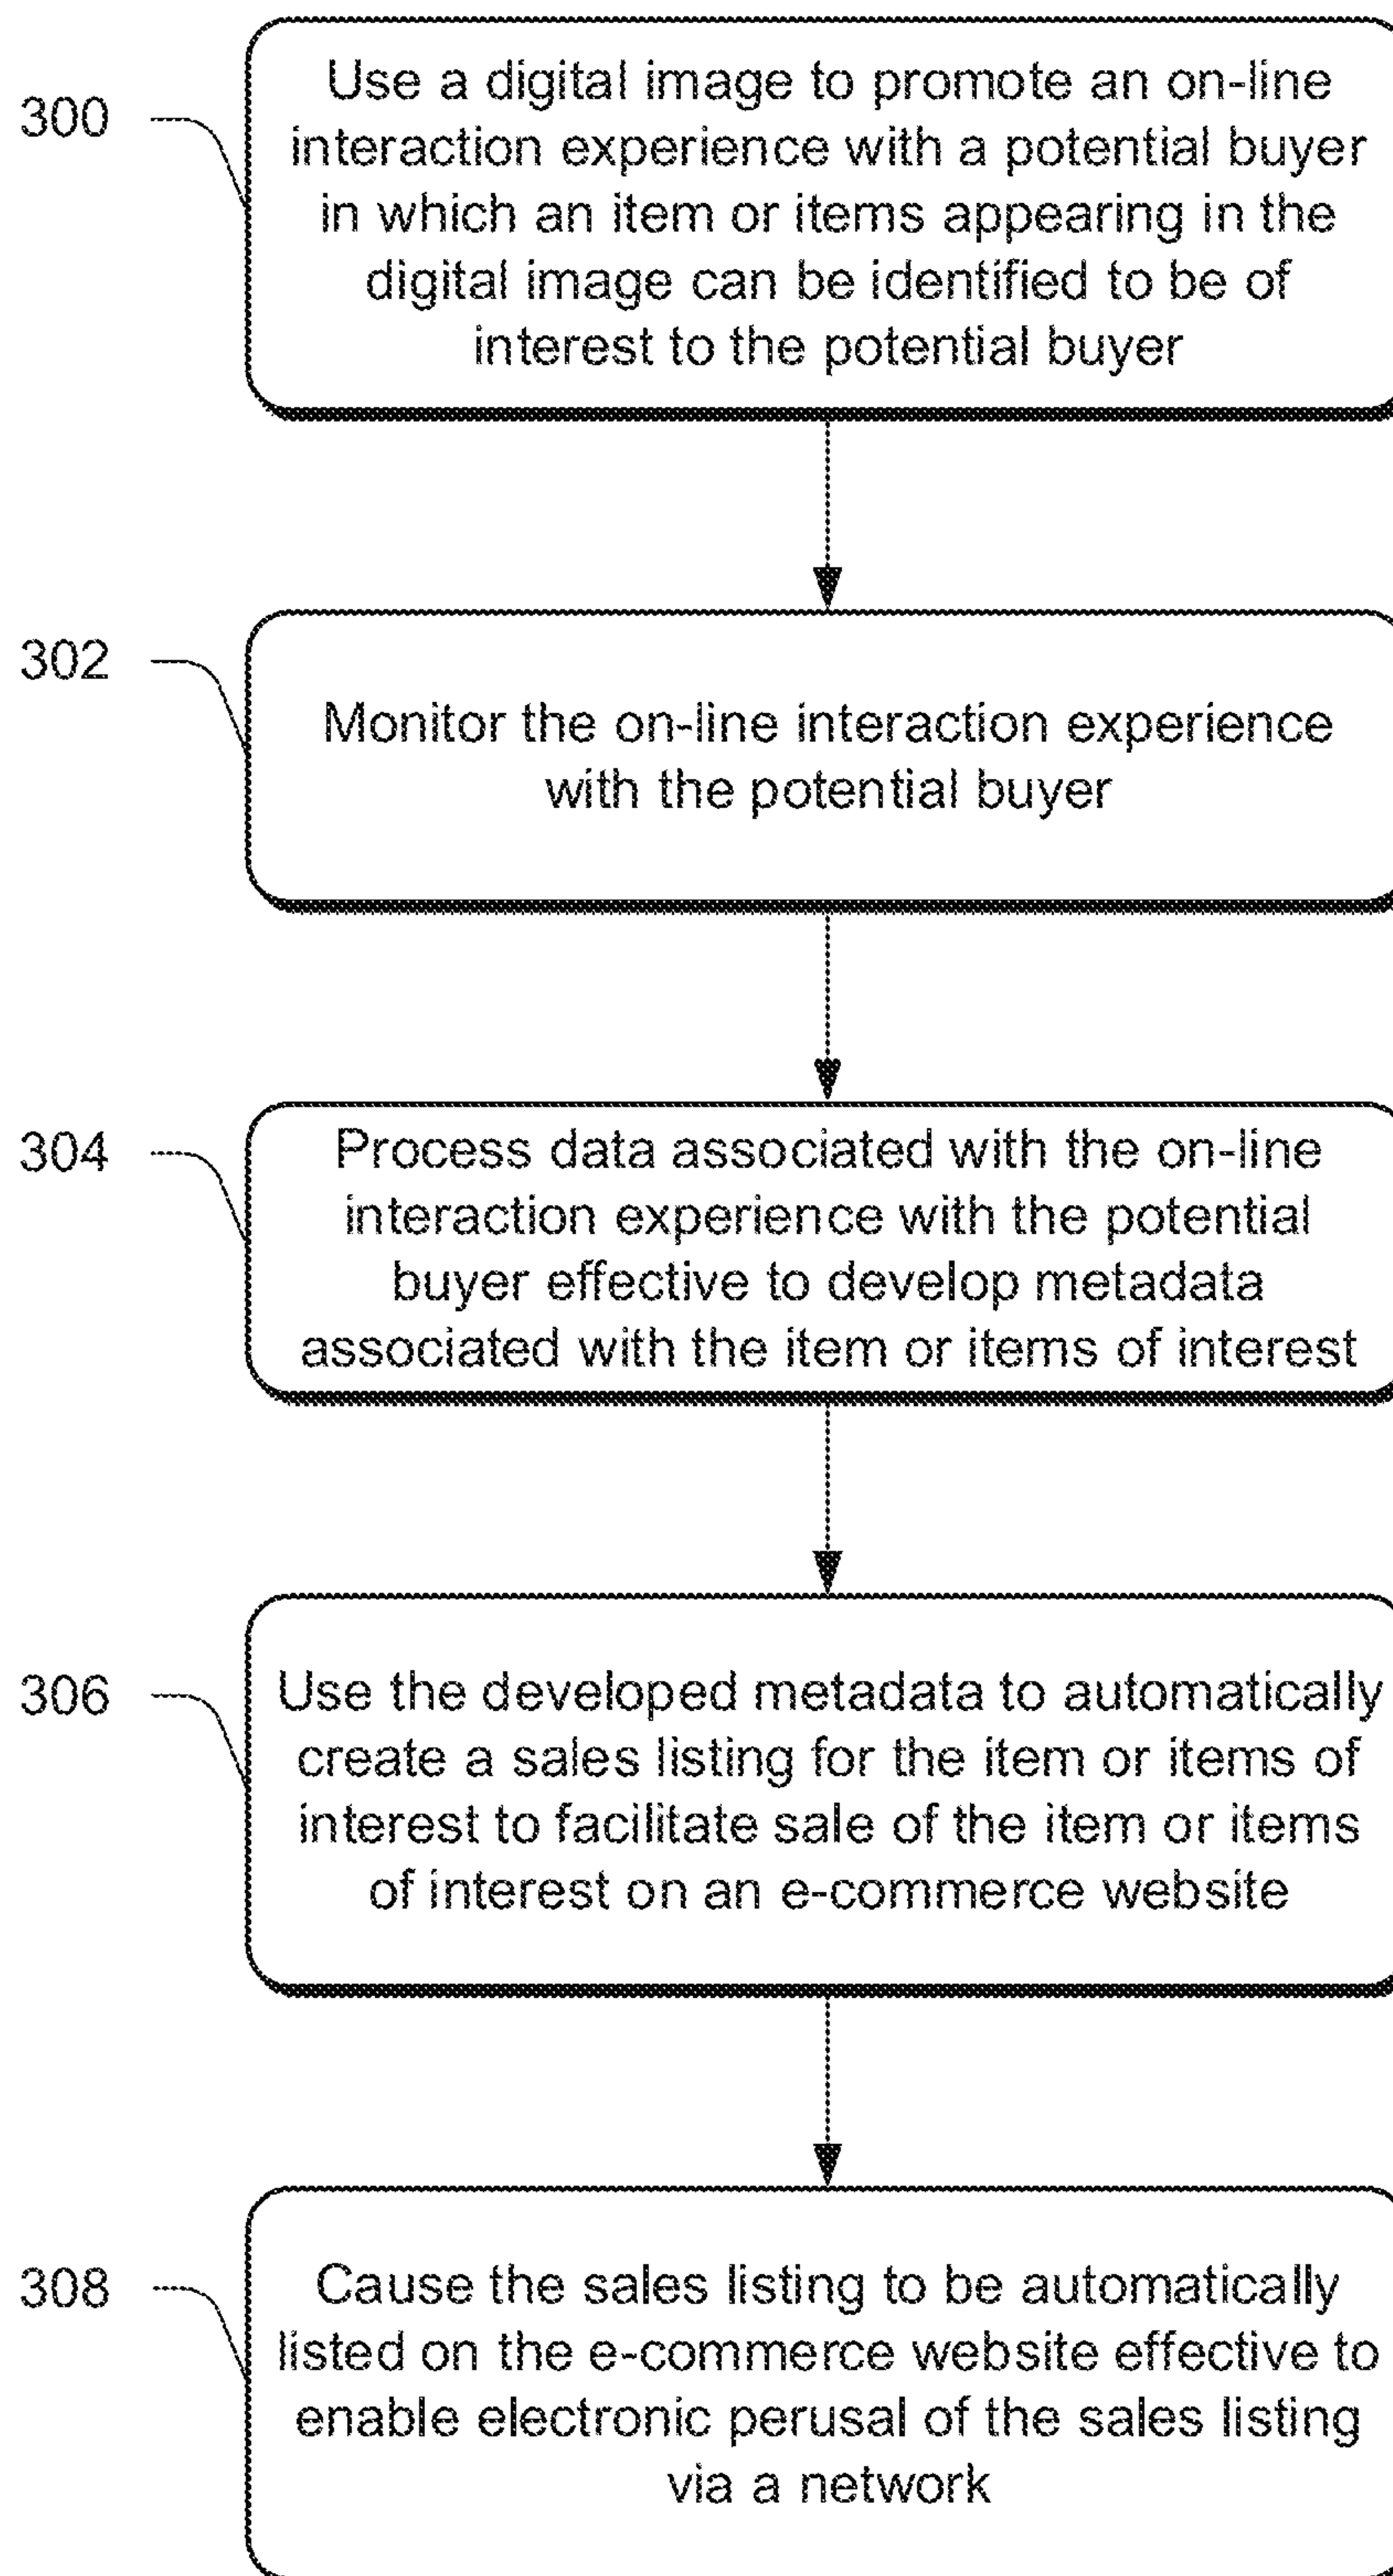 300
Use a digital image to promote an on-line
interaction experience with a potential buyer
in which an item or items appearing in the
digital image can be identified to be of
interest to the potential buyer
302
Monitor the on-line interaction experience
with the potential buyer
304
Process data associated with the on-line
interaction experience with the potential
buyer effective to develop metadata
associated with the item or items of interest
306
Use the developed metadata to automatically
create a sales listing for the item or items of
interest to facilitate sale of the item or items
of interest on an e-commerce website
308
Cause the sales listing to be automatically
listed on the e-commerce website effective to
enable electronic perusal of the sales listing
via a network